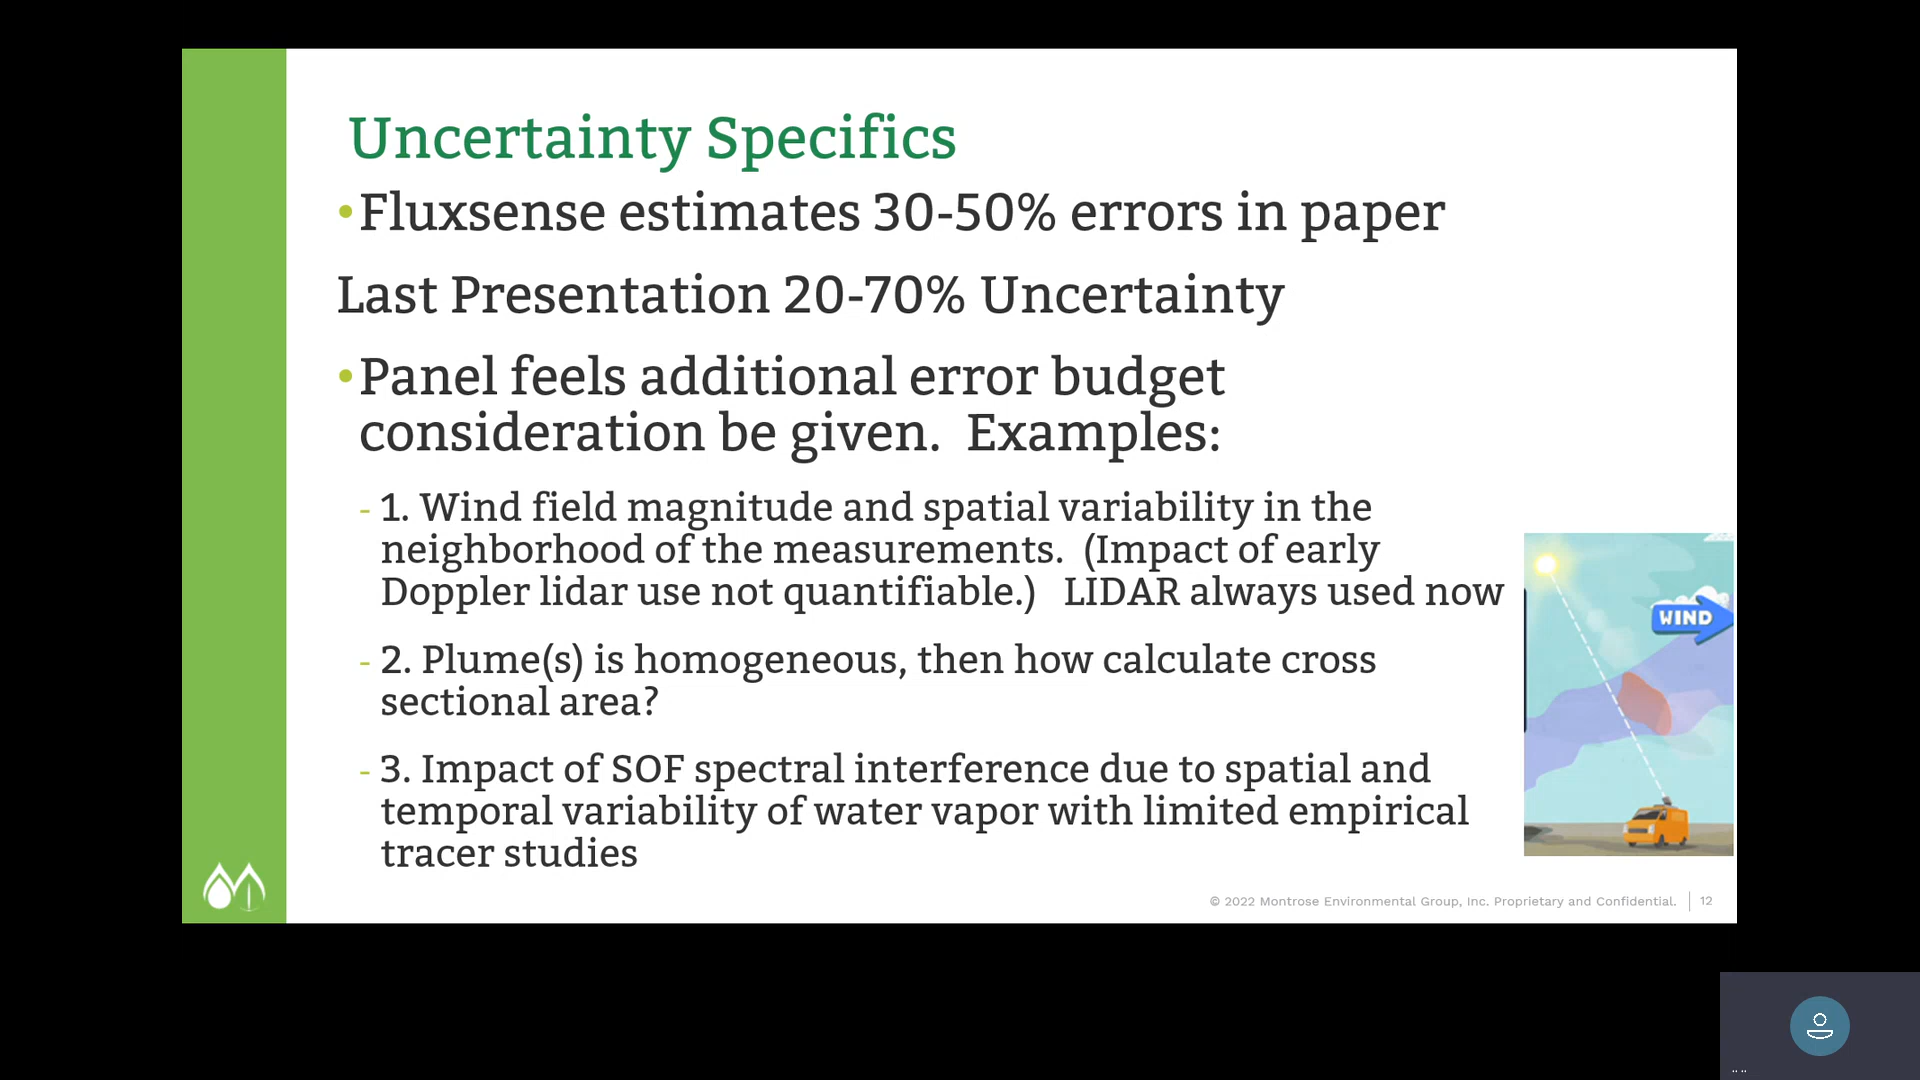 Uncertainty Specifics
•Fluxsense estimates 30-50% errors in paper
Last Presentation 20-70% Uncertainty
•Panel feels additional error budget
consideration be given.  Examples:
- 1. Wind field magnitude and spatial variability in the
neighborhood of the measurements.  (Impact of early
Doppler lidar use not quantifiable.)   LIDAR always used now
- 2. Plume(s) is homogeneous, then how calculate cross
sectional area?
- 3. Impact of SOF spectral interference due to spatial and
temporal variability of water vapor with limited empirical
tracer studies
WIND
© 2022 Montrose Environmental Group, Inc. Proprietary and Confidential. | 12